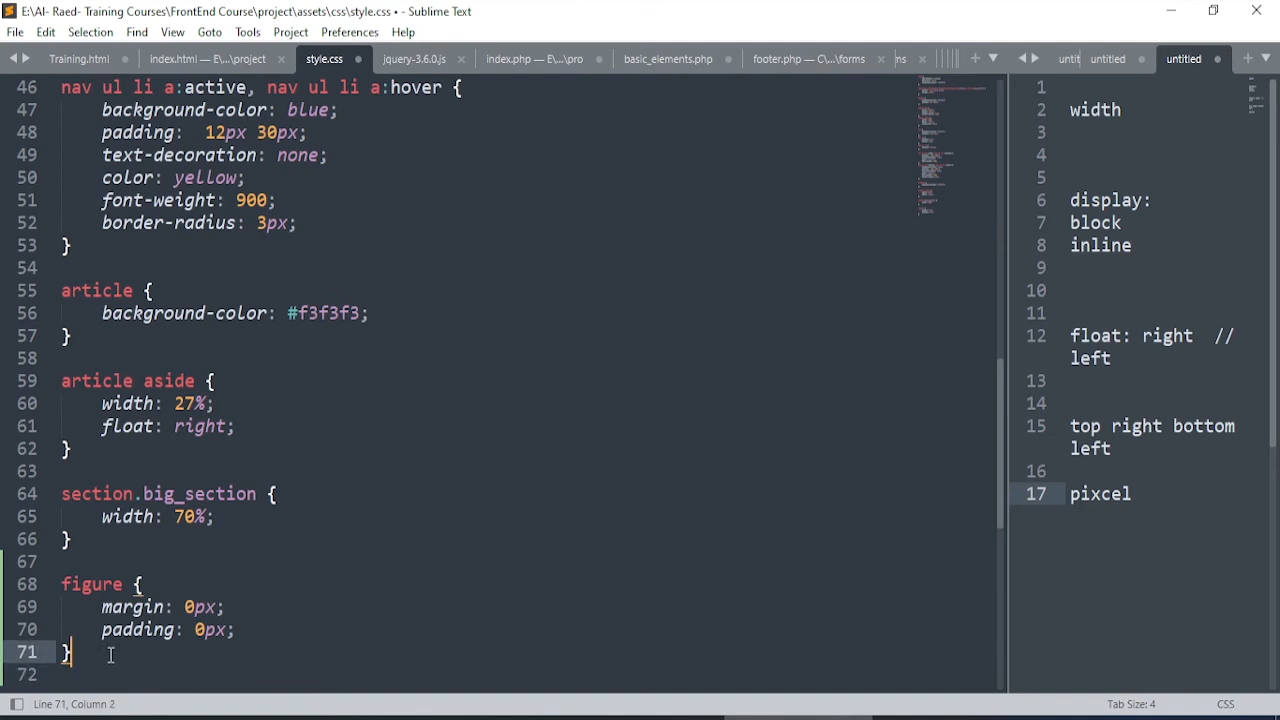 E:\AI- Raed- Training Courses\FrontEnd Course\project\assets\css\style.css • - Sublime Text
File Edit Selection Find View Goto Tools Project Preferences Help
Training.html index.html — E\...\project style.css jquery-3.6.0.js index.php — E\...\pro basic_elements.php footer.php — C\...\forms ns untit untitled untitled
46 nav ul li a:active, nav ul li a:hover {
47 background-color: blue;
48 padding:  12px 30px;
49 text-decoration: none;
50 color: yellow;
51 font-weight: 900;
52 border-radius: 3px;
53 }
54
55 article {
56 background-color: #f3f3f3;
57 }
58
59 article aside {
60 width: 27%;
61 float: right;
62 }
63
64 section.big_section {
65 width: 70%;
66 }
67
68 figure {
69 margin: 0px;
70 padding: 0px;
71 }
72
1
2 width
3
4
5
6 display:
7 block
8 inline
9
10
11
12 float: right  //
left
13
14
15 top right bottom
left
16
17 pixcel
Line 71, Column 2
Tab Size: 4
CSS